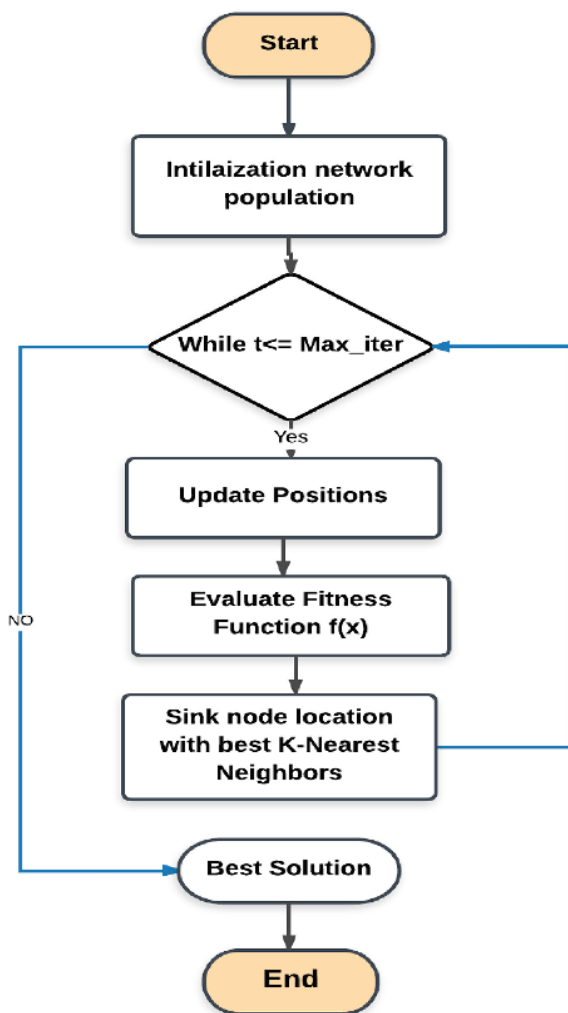 Start
Intilaization network
population
While t<= Max_iter
Yes
Update Positions
Evaluate Fitness
Function f(x)
NO
Sink node location
with best K-Nearest
Neighbors
Best Solution
End